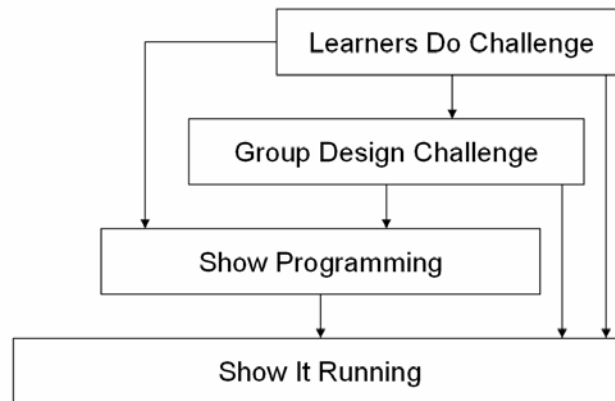 Learners Do Challenge
Group Design Challenge
Show Programming
Show It Running